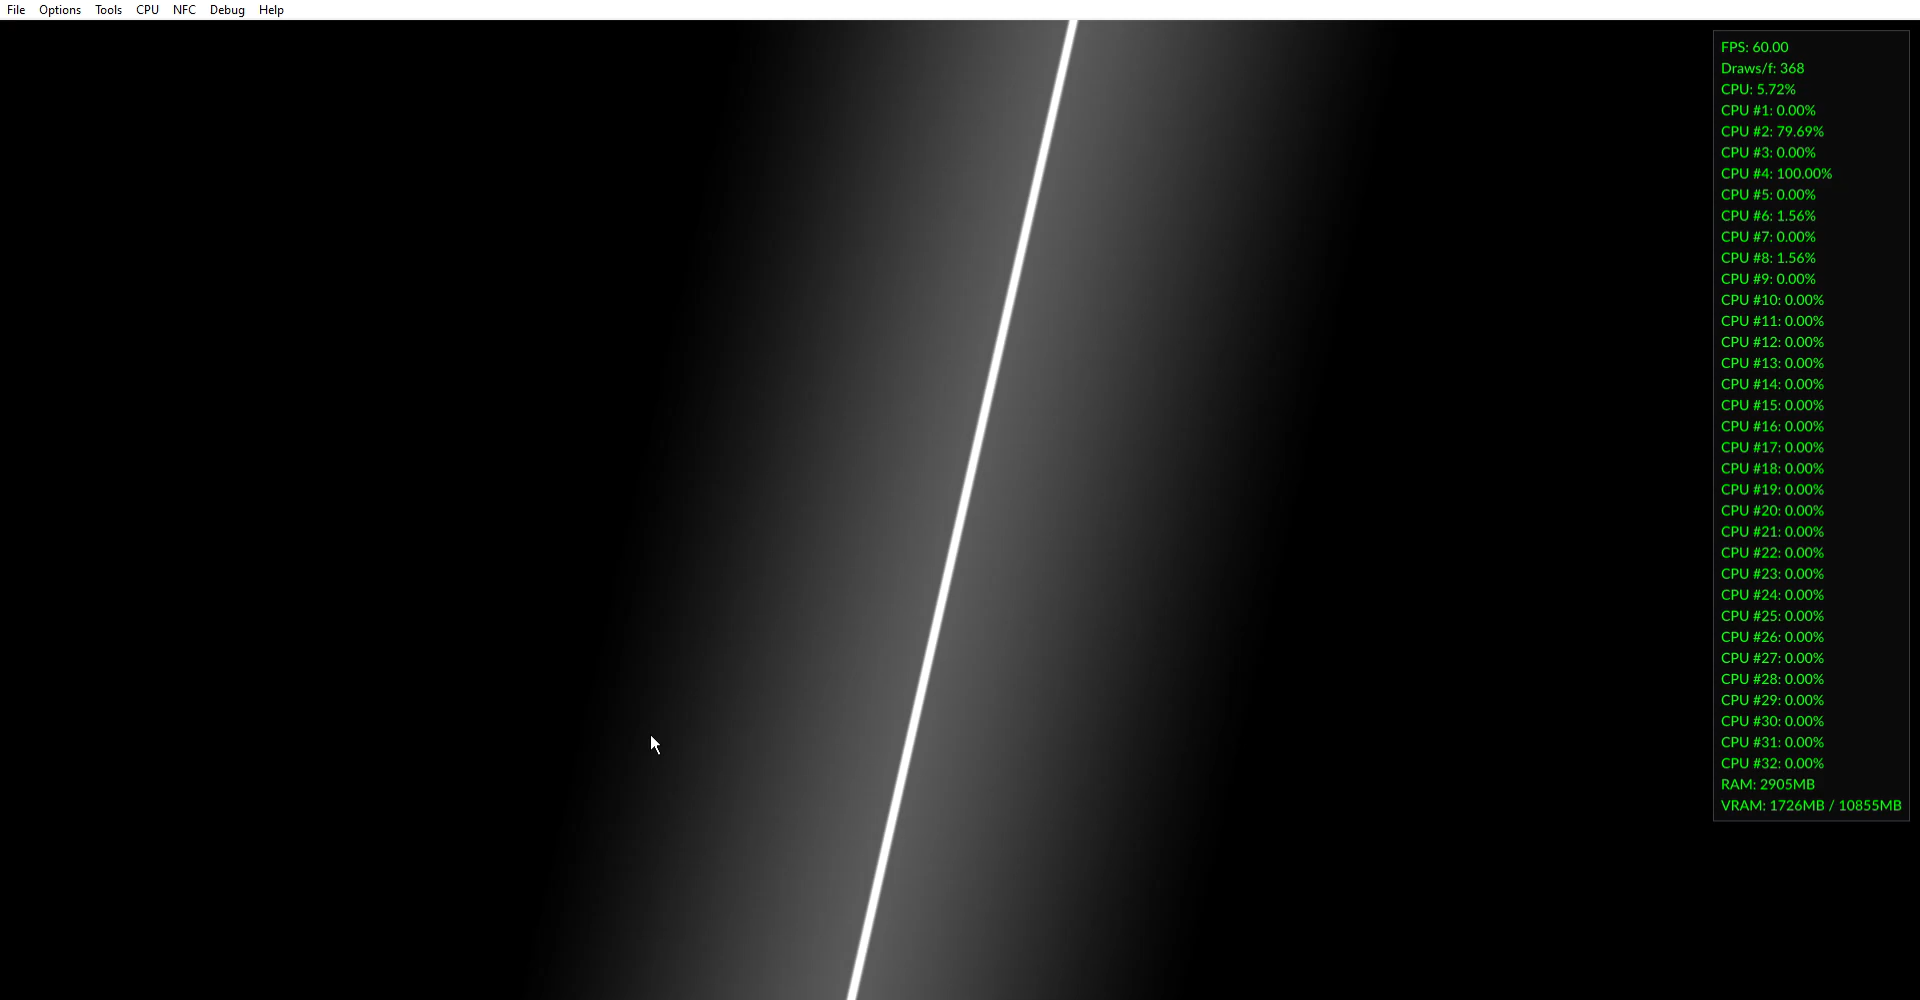 File Options Tools CPU NFC Debug Help
FPS: 60.00
Draws/f: 368
CPU: 5.72%
CPU #1: 0.00%
CPU #2: 79.69%
CPU #3: 0.00%
CPU #4: 100.00%
CPU #5: 0.00%
CPU #6: 1.56%
CPU #7: 0.00%
CPU #8: 1.56%
CPU #9: 0.00%
CPU #10: 0.00%
CPU #11: 0.00%
CPU #12: 0.00%
CPU #13: 0.00%
CPU #14: 0.00%
CPU #15: 0.00%
CPU #16: 0.00%
CPU #17: 0.00%
CPU #18: 0.00%
CPU #19: 0.00%
CPU #20: 0.00%
CPU #21: 0.00%
CPU #22: 0.00%
CPU #23: 0.00%
CPU #24: 0.00%
CPU #25: 0.00%
CPU #26: 0.00%
CPU #27: 0.00%
CPU #28: 0.00%
CPU #29: 0.00%
CPU #30: 0.00%
CPU #31: 0.00%
CPU #32: 0.00%
RAM: 2905MB
VRAM: 1726MB / 10855MB